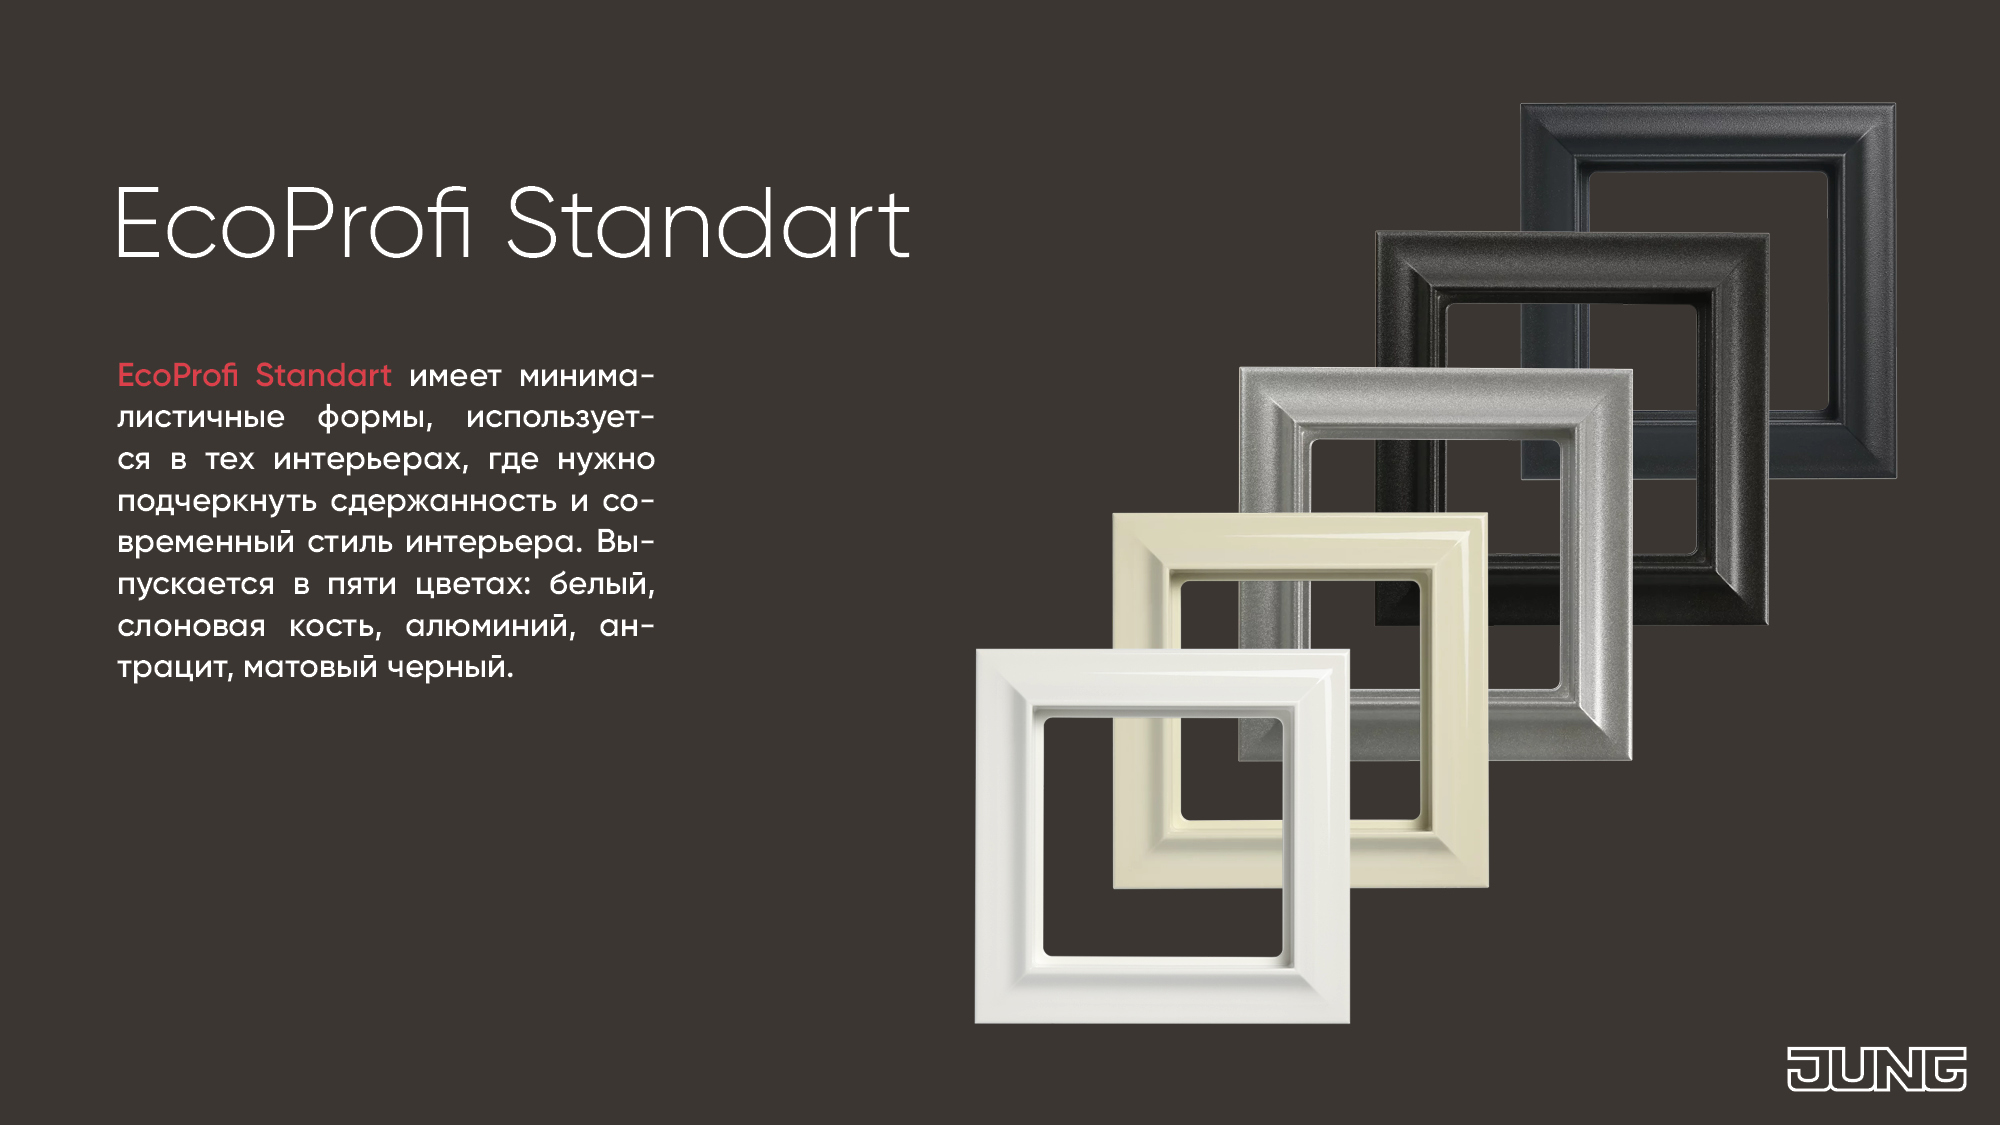 EcoProfi Standart
EcoProfi Standart имеет минима-
листичные формы, использует-
ся в тех интерьерах, где нужно
подчеркнуть сдержанность и со-
временный стиль интерьера. Вы-
пускается в пяти цветах: белый,
слоновая кость, алюминий, ан-
трацит, матовый черный.
JUNG